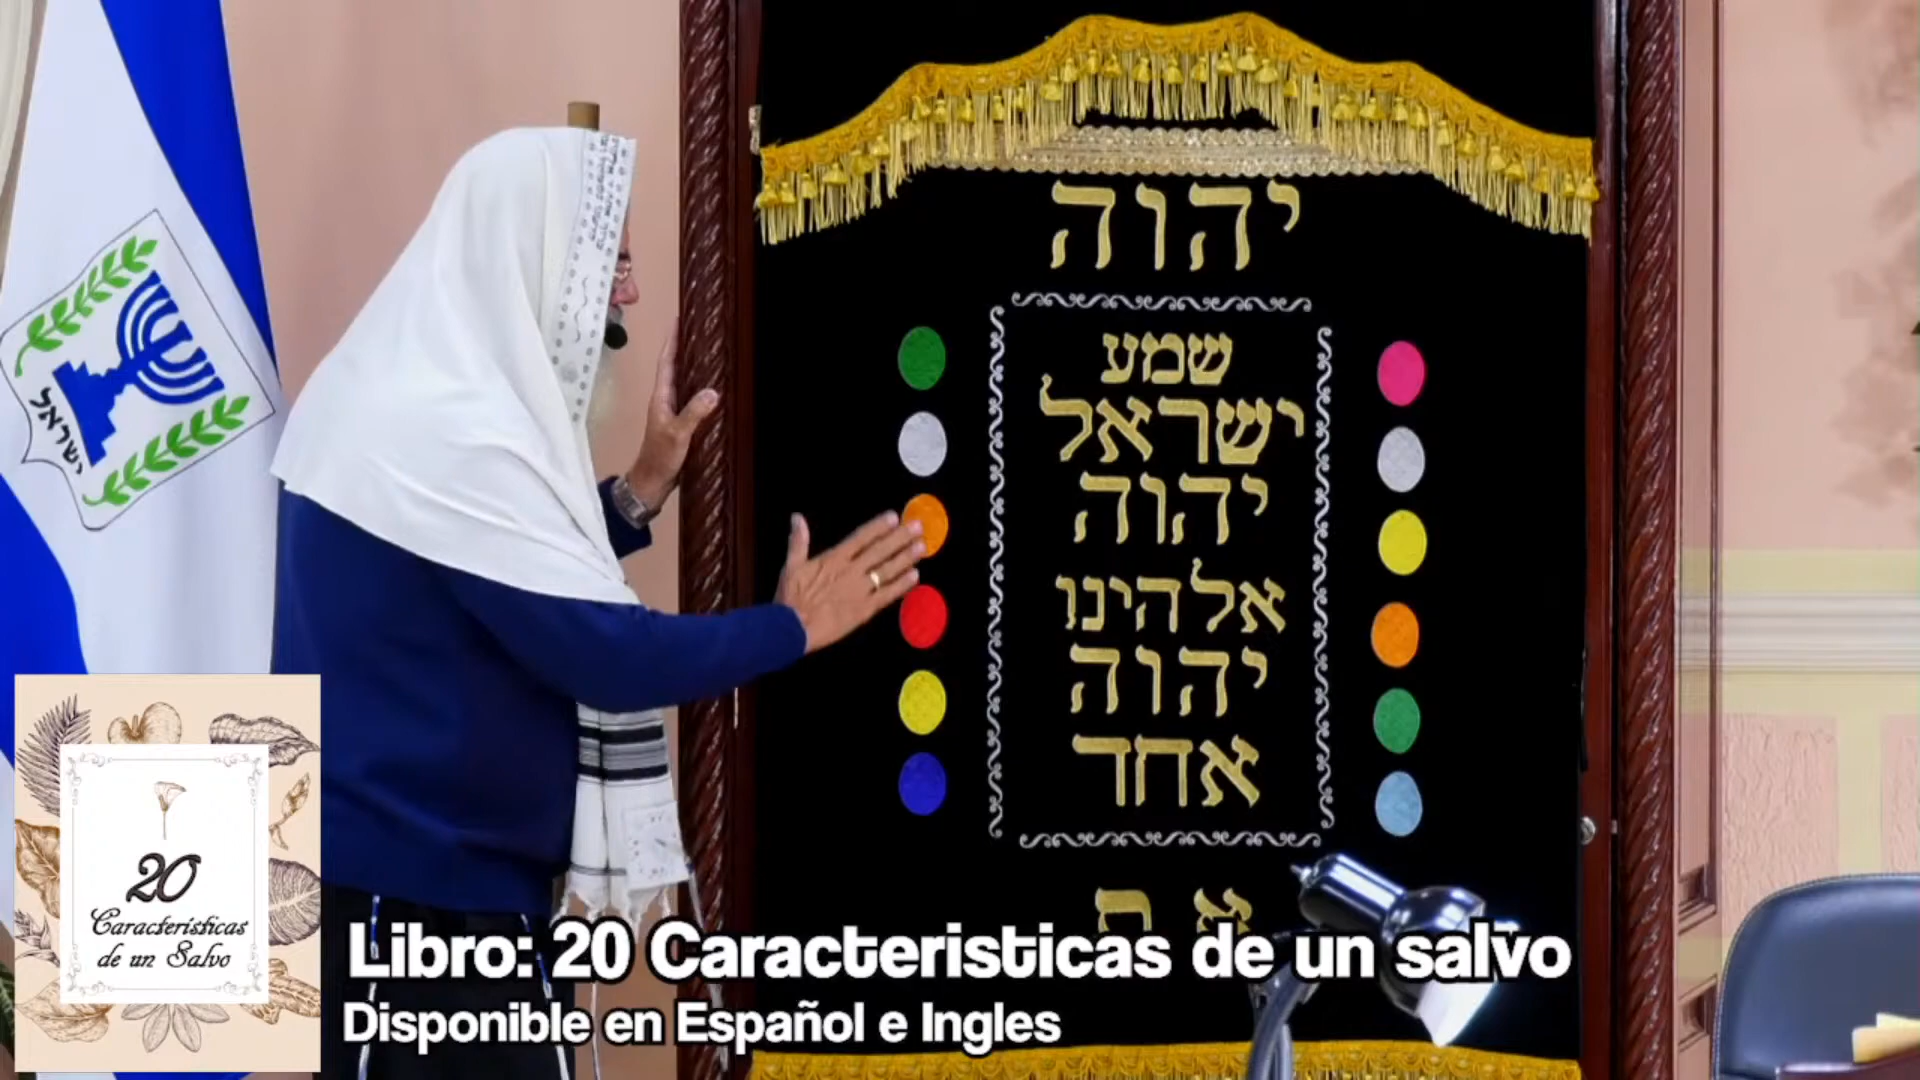 יהוה
שמע
ישראל
יהוה
אלהינו
יהוה
אחד
א ת
ישראל
20
Caracteristicas
de un Salvo
Libro: 20 Caracteristicas de un salvo
Disponible en Español e Ingles